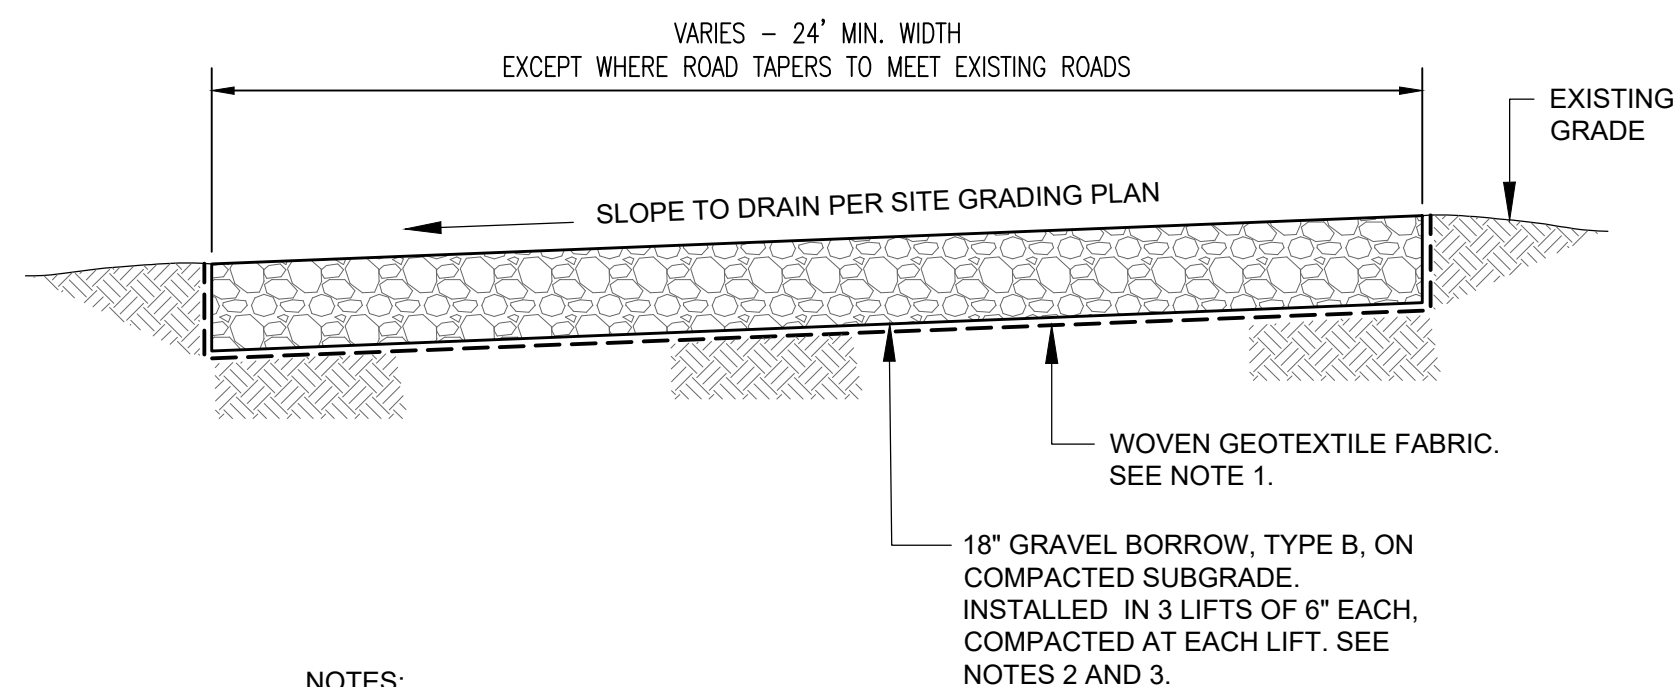 VARIES – 24' MIN. WIDTH
EXCEPT WHERE ROAD TAPERS TO MEET EXISTING ROADS
EXISTING
GRADE
SLOPE TO DRAIN PER SITE GRADING PLAN
WOVEN GEOTEXTILE FABRIC.
SEE NOTE 1.
18" GRAVEL BORROW, TYPE B, ON
COMPACTED SUBGRADE.
INSTALLED IN 3 LIFTS OF 6" EACH,
COMPACTED AT EACH LIFT. SEE
NOTES 2 AND 3.
NOTES: